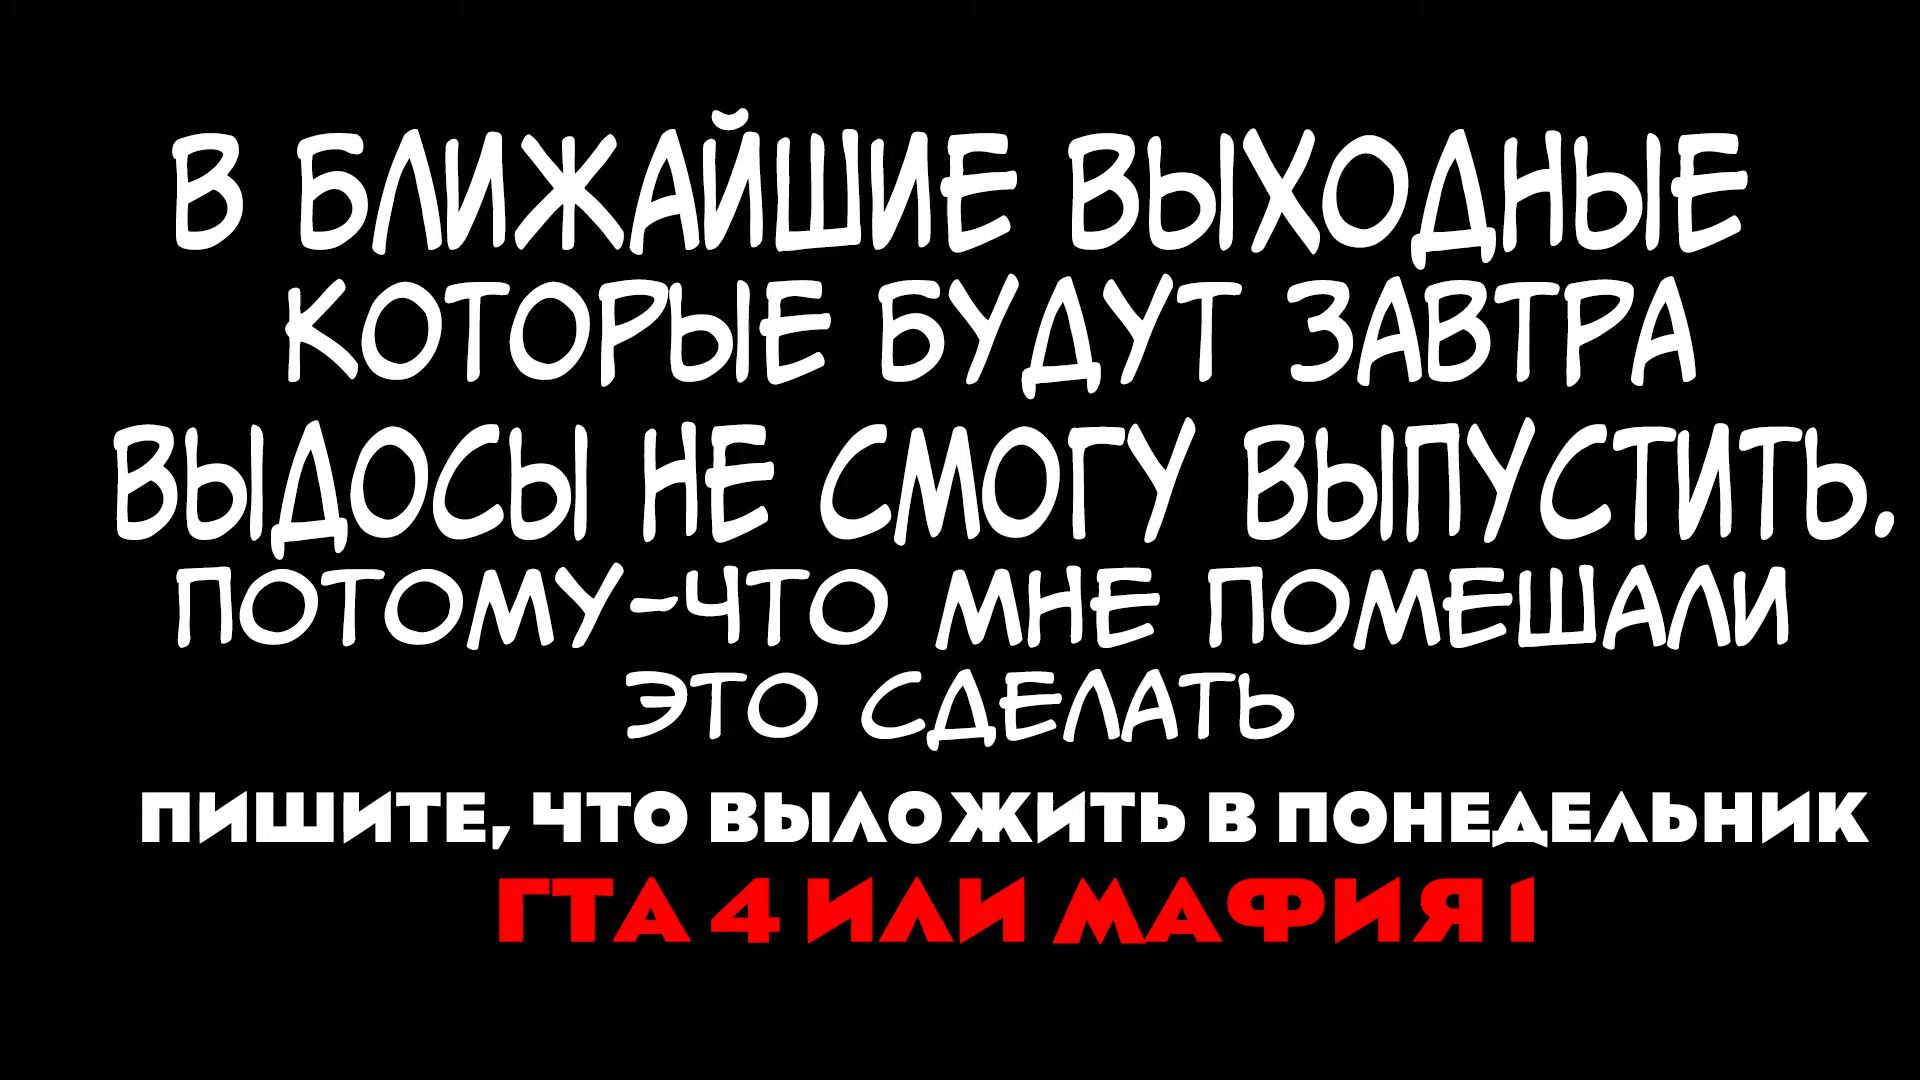 В БЛИЖАЙШИЕ ВЫХОДНЫЕ
КОТОРЫЕ БУДУТ ЗАВТРА
ВЫДОСЫ НЕ СМОГУ ВЫПУСТИТЬ.
ПОТОМУ-ЧТО МНЕ ПОМЕШАЛИ
ЭТО СДЕЛАТЬ
ПИШИТЕ, ЧТО ВЫЛОЖИТЬ В ПОНЕДЕЛЬНИК
ГТА 4 ИЛИ МАФИЯ 1